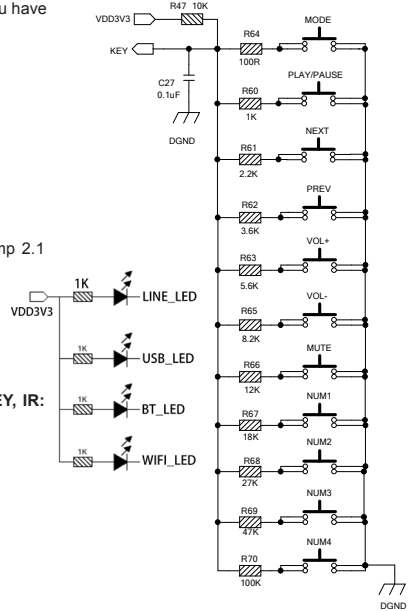 u have
R47 10K
VDD3V3
KEY
C27
0.1uF
DGND
R64
100R
MODE
R60
1K
PLAY/PAUSE
R61
2.2K
NEXT
R62
3.6K
PREV
R63
5.6K
VOL+
R65
8.2K
VOL-
R66
12K
MUTE
R67
18K
NUM1
R68
27K
NUM2
R69
47K
NUM3
R70
100K
NUM4
DGND
mp 2.1
VDD3V3
1K
LINE_LED
1K
USB_LED
1K
BT_LED
1K
WIFI_LED
EY, IR: